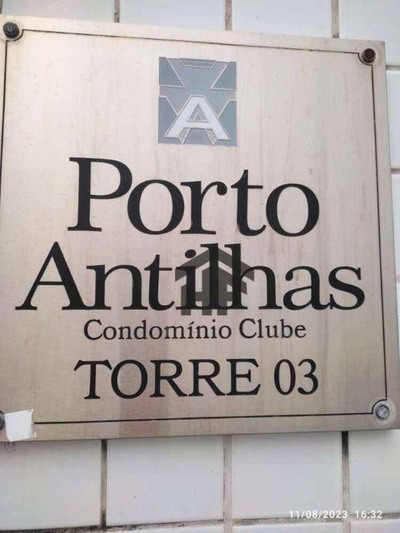 A
Porto
Antilhas
Condomínio Clube
TORRE 03
11/08/2023 16:32